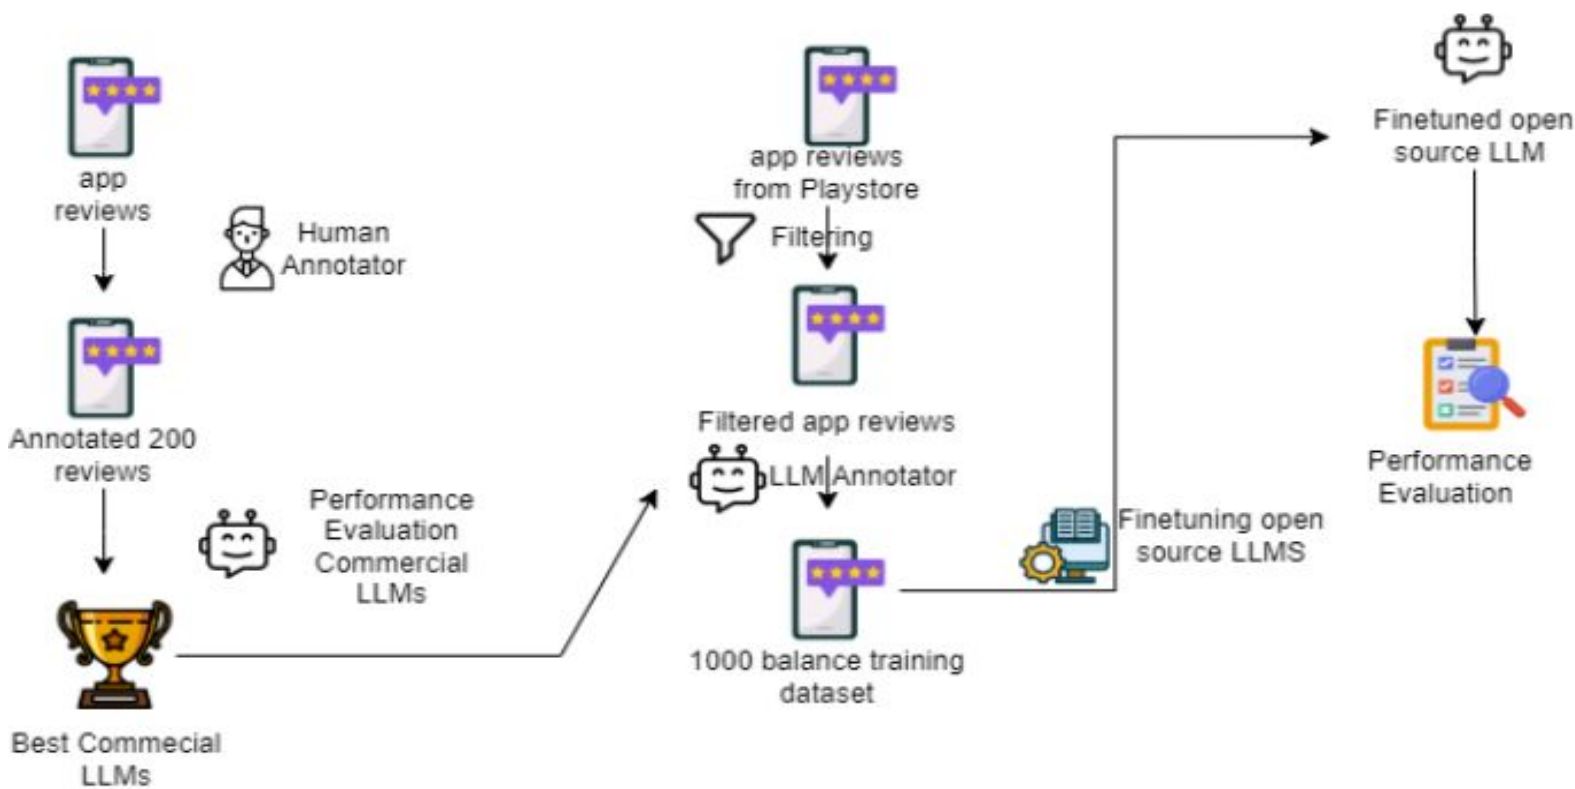 app
reviews
Human
Annotator
Annotated 200
reviews
Performance
Evaluation
Commercial
LLMs
Best Commecial
LLMs
app reviews
from Playstore
Filtering
Filtered app reviews
LLM Annotator
1000 balance training
dataset
Finetuning open
source LLMS
Finetuned open
source LLM
Performance
Evaluation